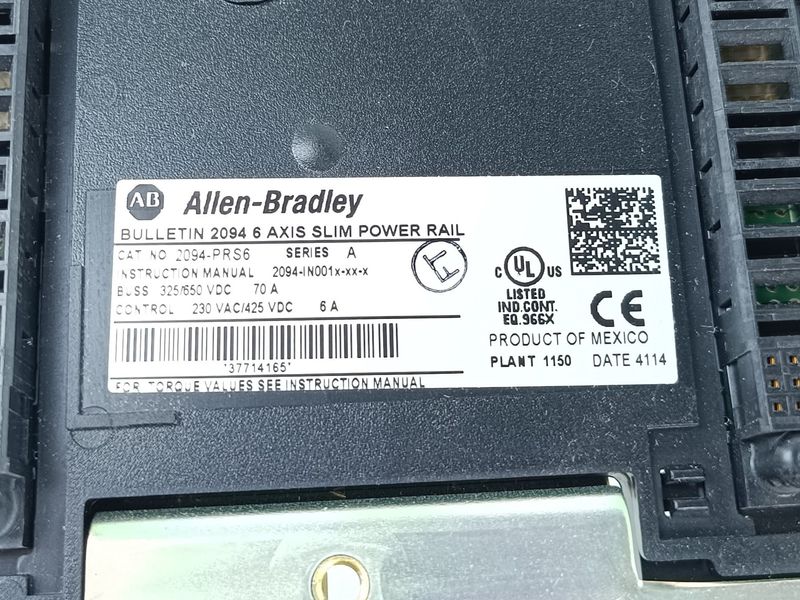 AB Allen-Bradley
BULLETIN 2094 6 AXIS SLIM POWER RAIL
CAT NO 2094-PRS6 SERIES A
INSTRUCTION MANUAL 2094-IN001x-xx-x
BUSS 325/650 VDC 70 A
CONTROL 230 VAC/425 VDC 6 A
*37714165*
FOR TORQUE VALUES SEE INSTRUCTION MANUAL
C UL US
LISTED
IND.CONT.
EQ.966X
CE
PRODUCT OF MEXICO
PLANT 1150 DATE 4114